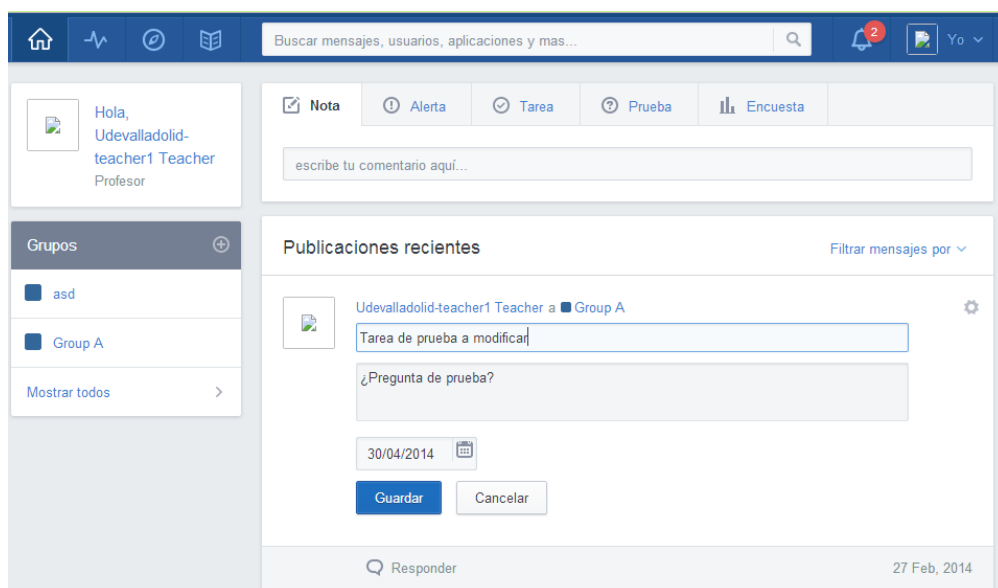 Buscar mensajes, usuarios, aplicaciones y mas...
2
Yo
Hola,
Udevalladolid-
teacher1 Teacher
Profesor
Grupos
asd
Group A
Mostrar todos
Nota
Alerta
Tarea
Prueba
Encuesta
escribe tu comentario aquí...
Publicaciones recientes
Filtrar mensajes por
Udevalladolid-teacher1 Teacher a Group A
Tarea de prueba a modificar
¿Pregunta de prueba?
30/04/2014
Guardar
Cancelar
Responder
27 Feb, 2014